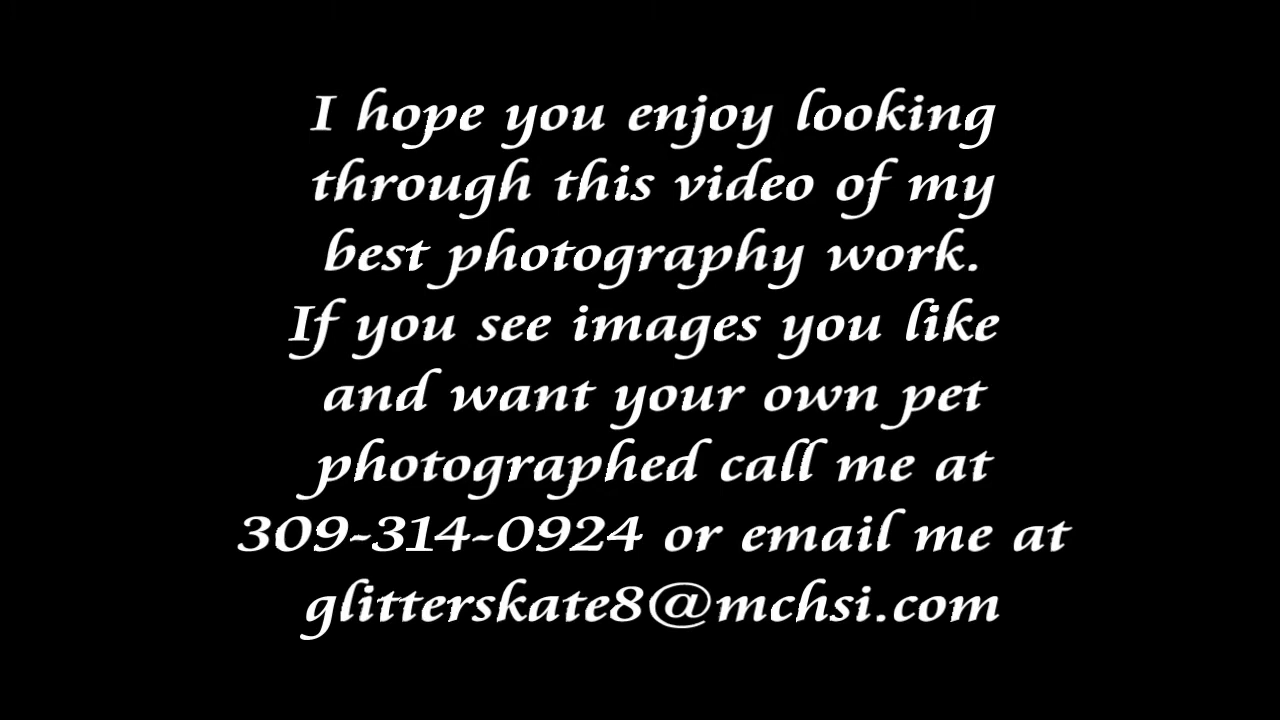 I hope you enjoy looking
through this video of my
best photography work.
If you see images you like
and want your own pet
photographed call me at
309-314-0924 or email me at
glitterskate8@mchsi.com